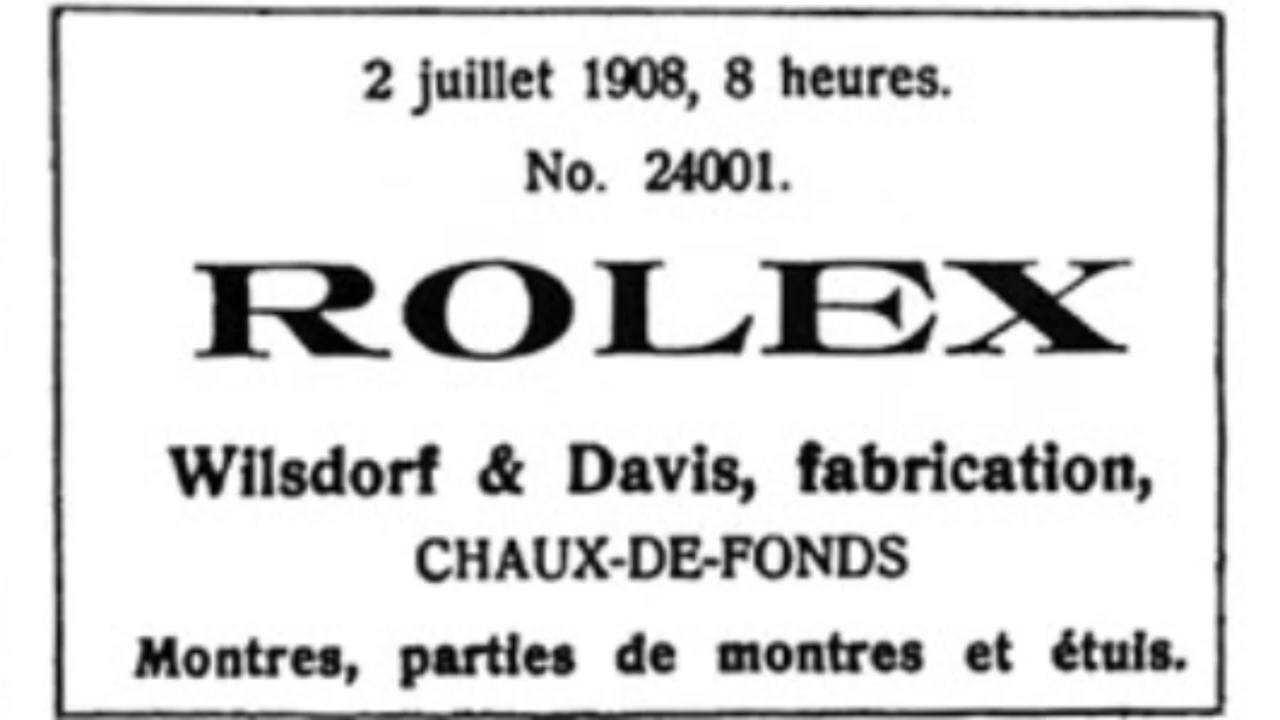 2 juillet 1908, 8 heures.
No. 24001.
ROLEX
Wilsdorf & Davis, fabrication,
CHAUX-DE-FONDS
Montres, parties de montres et étuis.